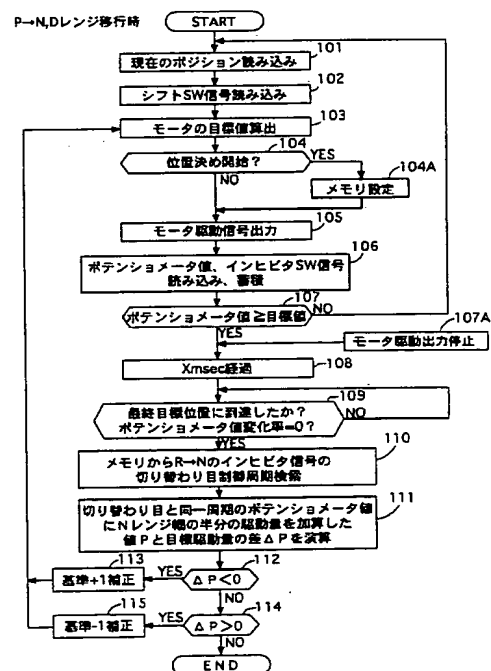 P→N,Dレンジ移行時
START
101
現在のポジション読み込み
102
シフトSW信号読み込み
103
モータの目標値算出
104
位置決め開始?
YES
104A
NO
メモリ設定
105
モータ駆動信号出力
106
ポテンショメータ値、インヒビタSW信号
読み込み、蓄積
107
ポテンショメータ値≧目標値
NO
107A
YES
モータ駆動出力停止
108
Xmsec経過
109
最終目標位置に到達したか?
ポテンショメータ値変化率=0?
NO
YES
110
メモリからR→Nのインヒビタ信号の
切り替わり目制御周期検索
111
切り替わり目と同一周期のポテンショメータ値
にNレンジ幅の半分の駆動量を加算した
値Pと目標駆動量の差△Pを演算
112
113
基準+1補正
YES
△P<0
NO
115
114
基準-1補正
YES
△P>0
NO
END